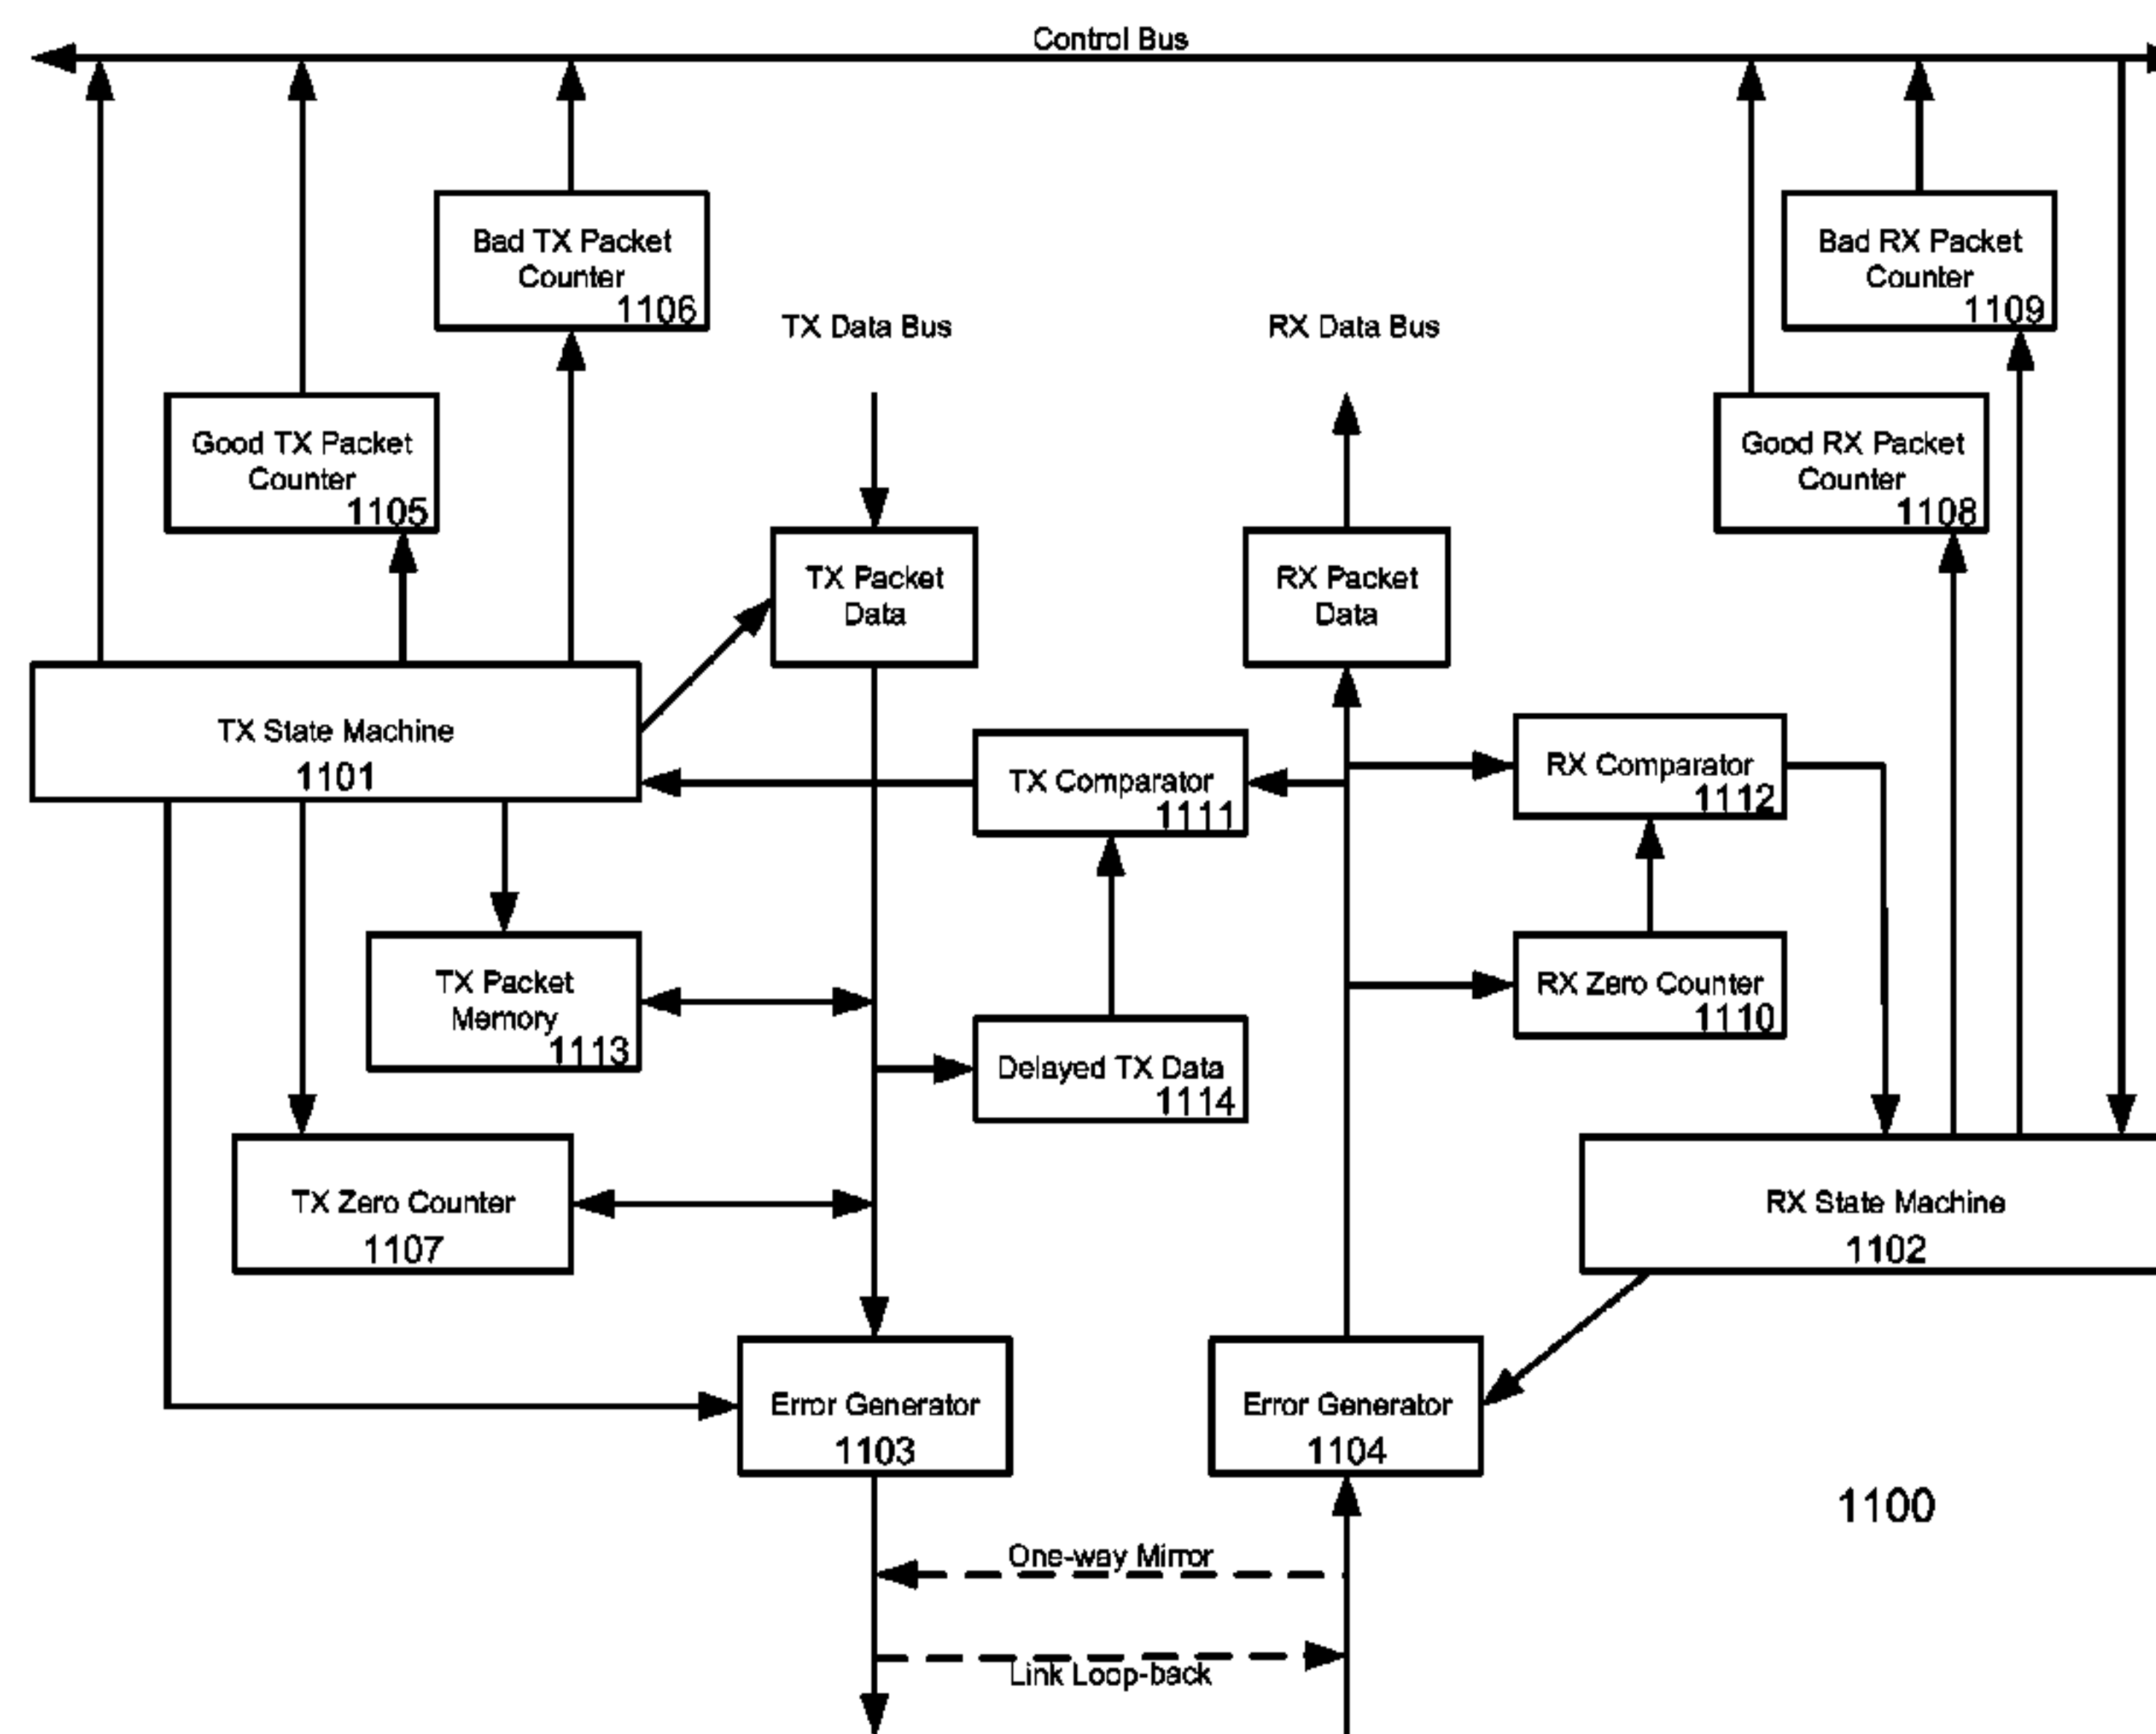 Control Bus
Bad TX Packet
Counter
1106
Bad RX Packet
Counter
1109
TX Data Bus
RX Data Bus
Good TX Packet
Counter
1105
Good RX Packet
Counter
1108
TX Packet
Data
RX Packet
Data
TX State Machine
1101
TX Comparator
1111
RX Comparator
1112
TX Packet
Memory
1113
RX Zero Counter
1110
Delayed TX Data
1114
TX Zero Counter
1107
RX State Machine
1102
Error Generator
1103
Error Generator
1104
1100
One-way Mirror
Link Loop-back